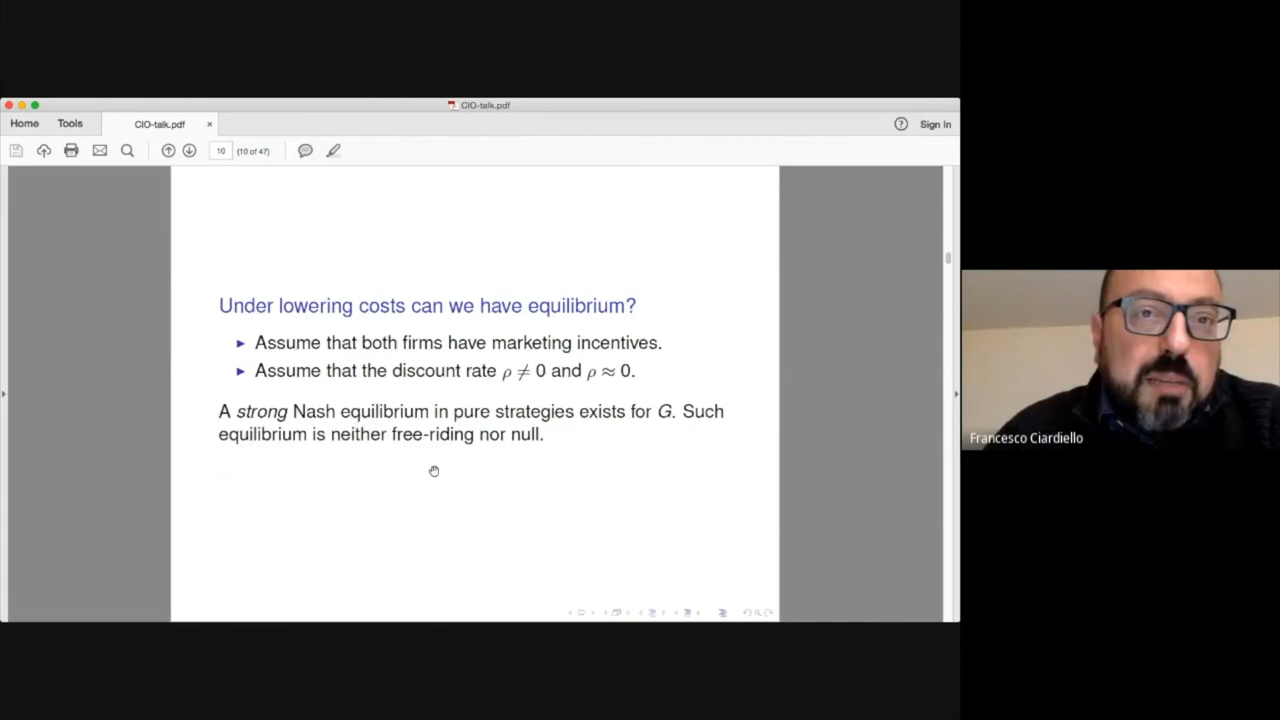 CIO-talk.pdf
Home Tools CIO-talk.pdf × ? Sign In
10 (10 of 47)
Under lowering costs can we have equilibrium?
► Assume that both firms have marketing incentives.
► Assume that the discount rate ρ ≠ 0 and ρ ≈ 0.
A strong Nash equilibrium in pure strategies exists for G. Such
equilibrium is neither free-riding nor null.
Francesco Ciardiello